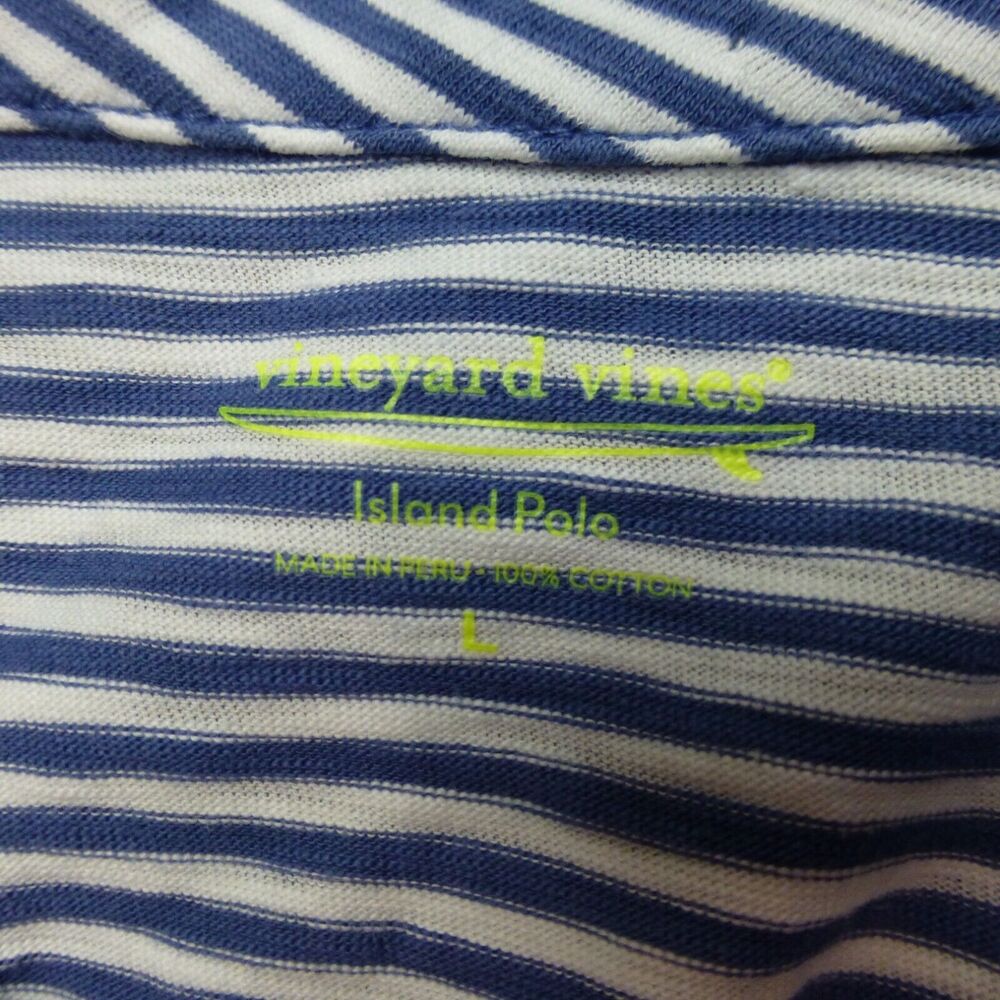 vineyard vines®
Island Polo
MADE IN PERU - 100% COTTON
L